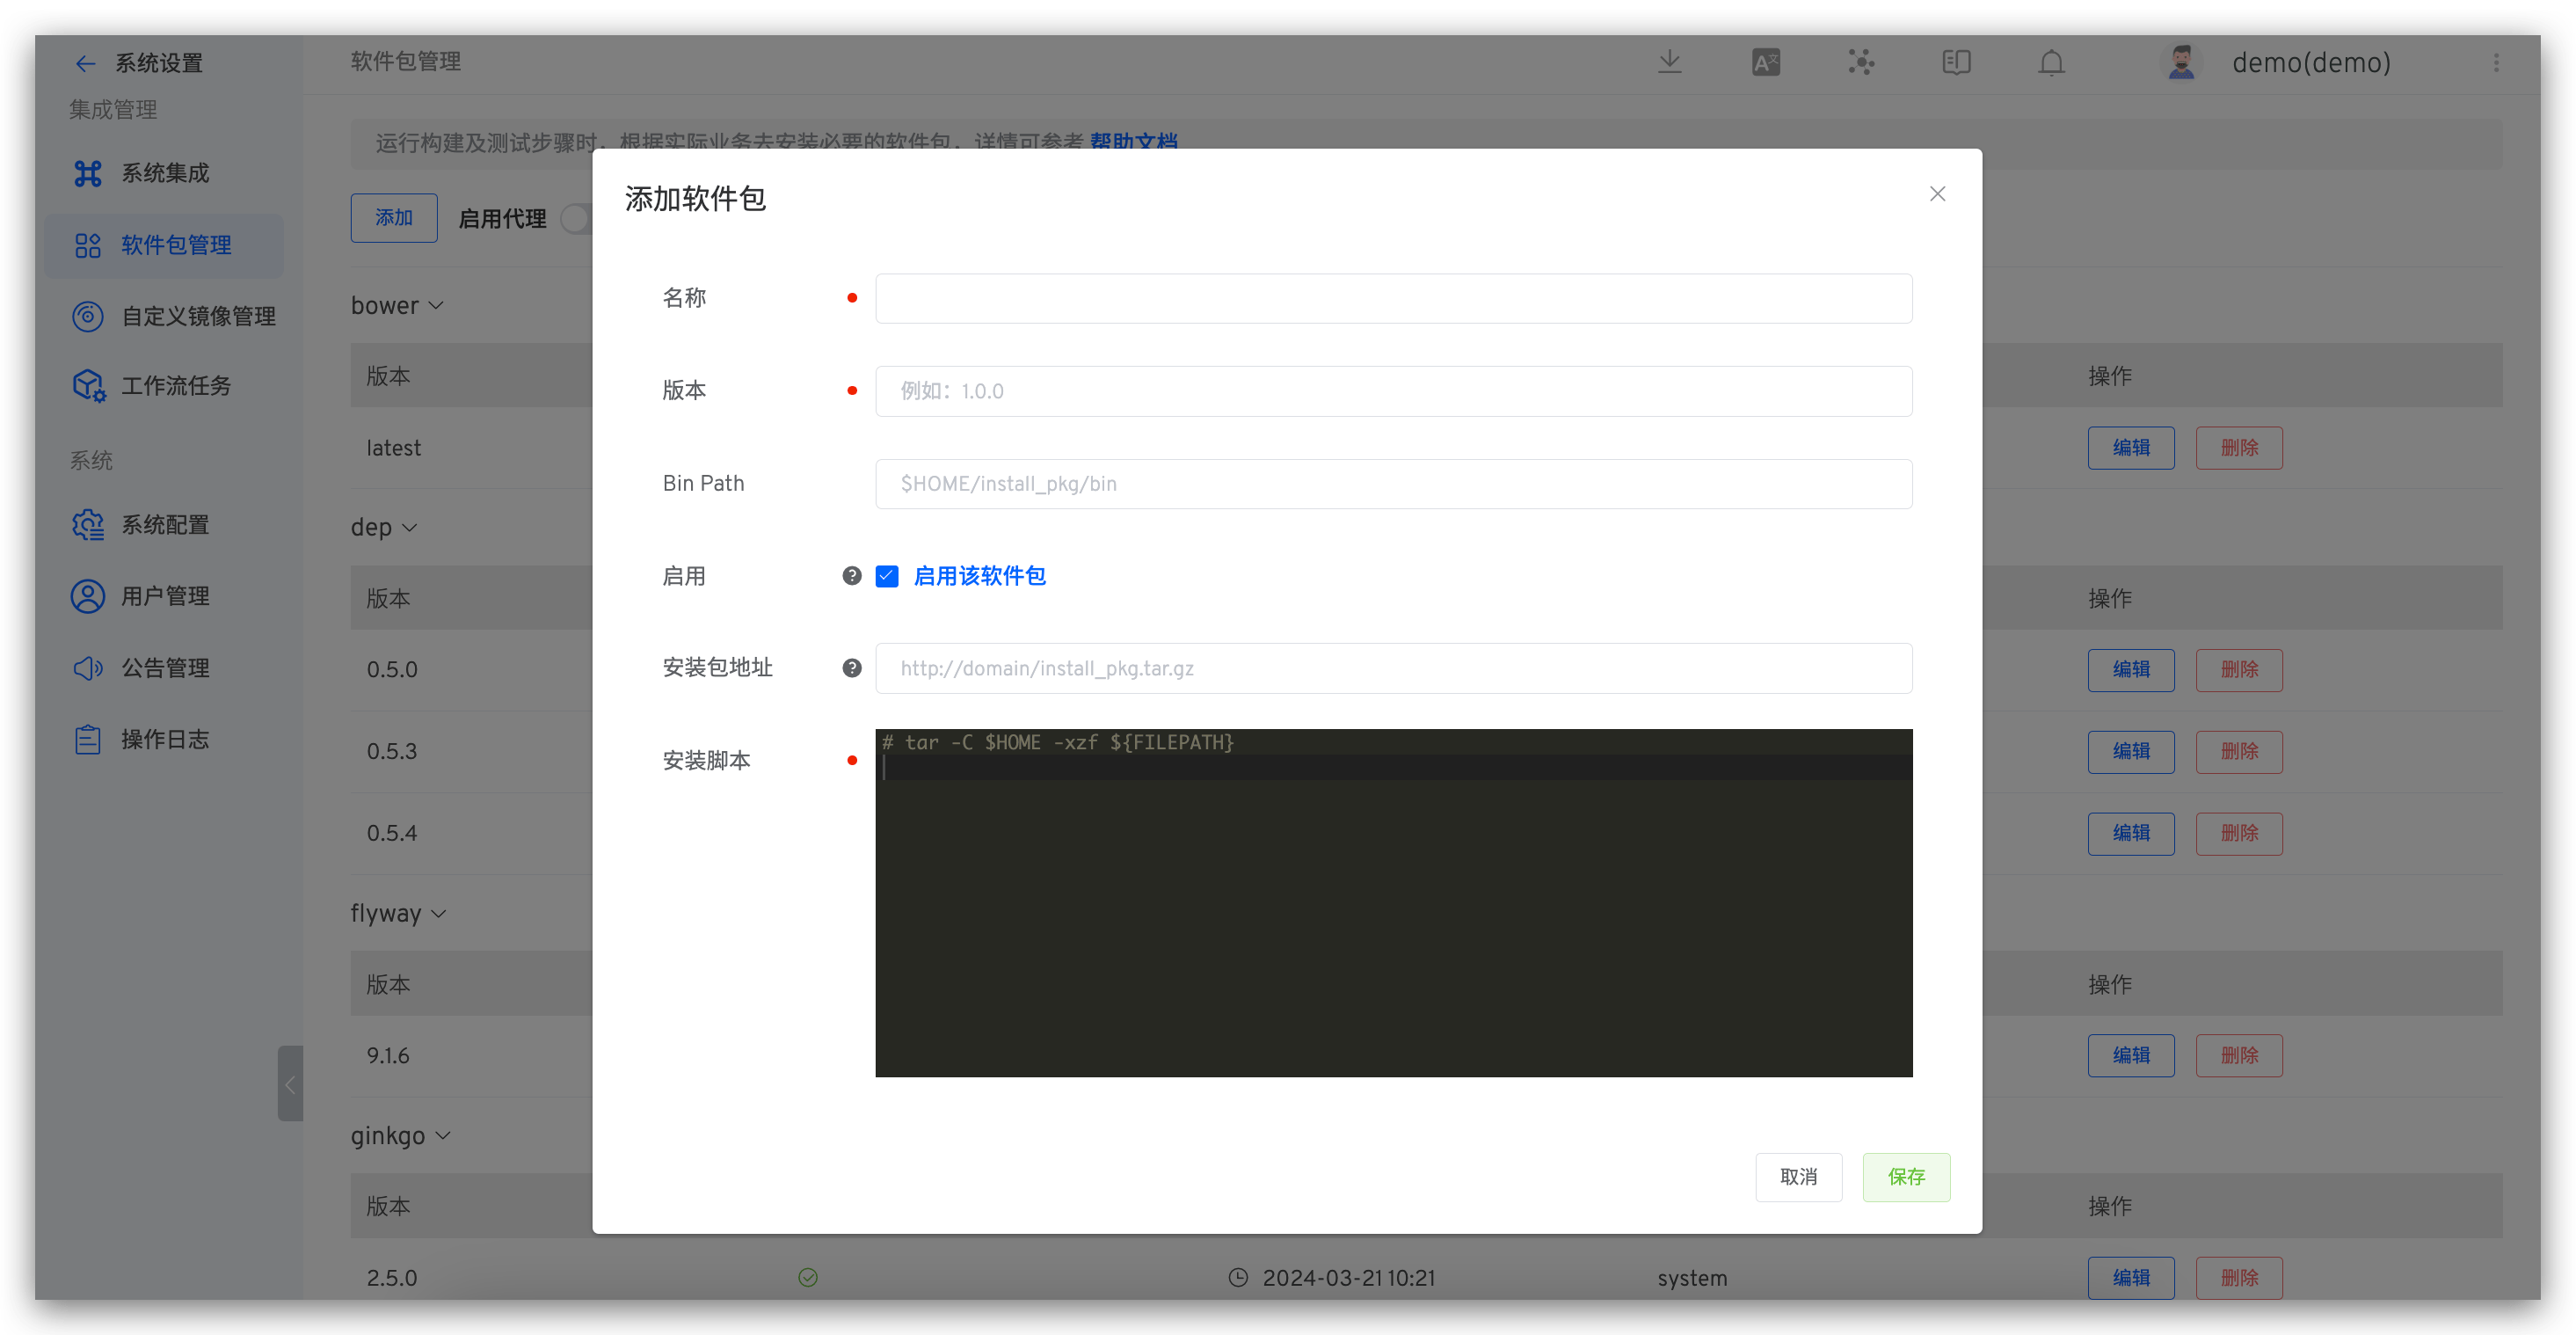 系统设置
集成管理
系统集成
软件包管理
自定义镜像管理
工作流任务
系统
系统配置
用户管理
公告管理
操作日志
软件包管理
demo(demo)
运行构建及测试步骤时，根据实际业务去安装必要的软件包，详情可参考 帮助文档
添加 启用代理
bower
版本 操作
latest 编辑 删除
dep
版本 操作
0.5.0 编辑 删除
0.5.3 编辑 删除
0.5.4 编辑 删除
flyway
版本 操作
9.1.6 编辑 删除
ginkgo
版本 操作
2.5.0 2024-03-21 10:21 system 编辑 删除
添加软件包
名称
版本 例如：1.0.0
Bin Path $HOME/install_pkg/bin
启用 启用该软件包
安装包地址 http://domain/install_pkg.tar.gz
安装脚本 # tar -C $HOME -xzf ${FILEPATH}
取消 保存